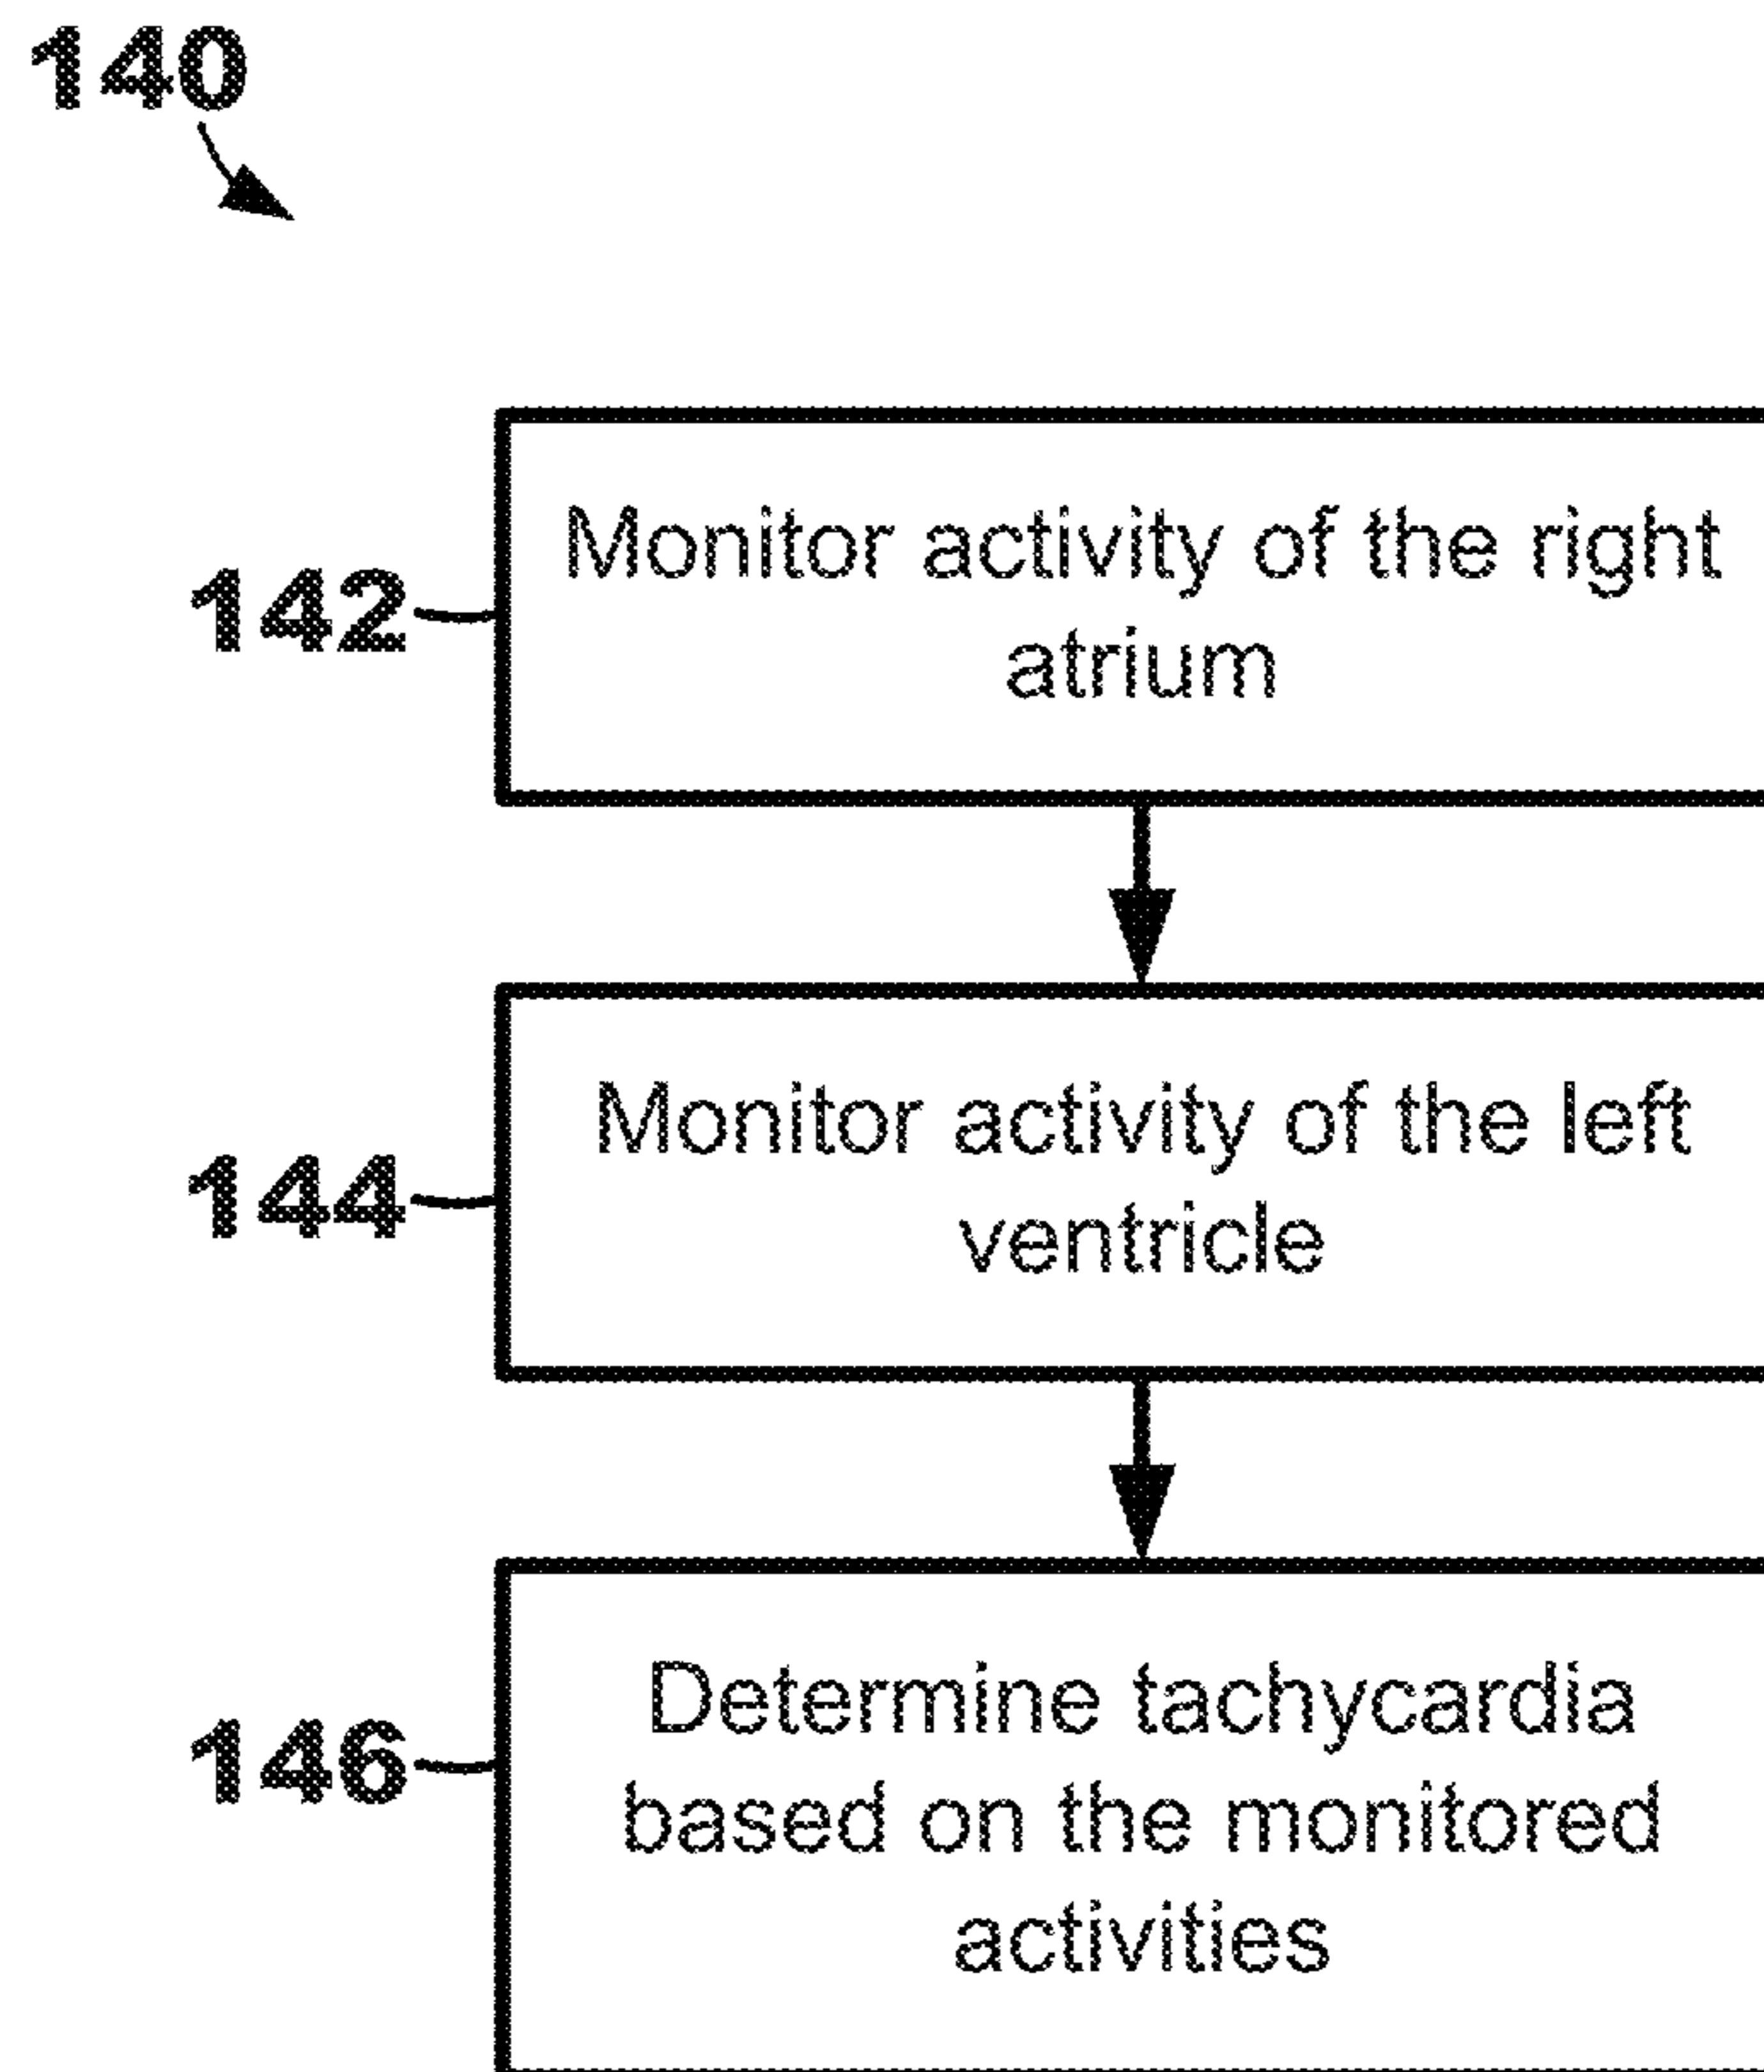 140
142
Monitor activity of the right
atrium
144
Monitor activity of the left
ventricle
146
Determine tachycardia
based on the monitored
activities